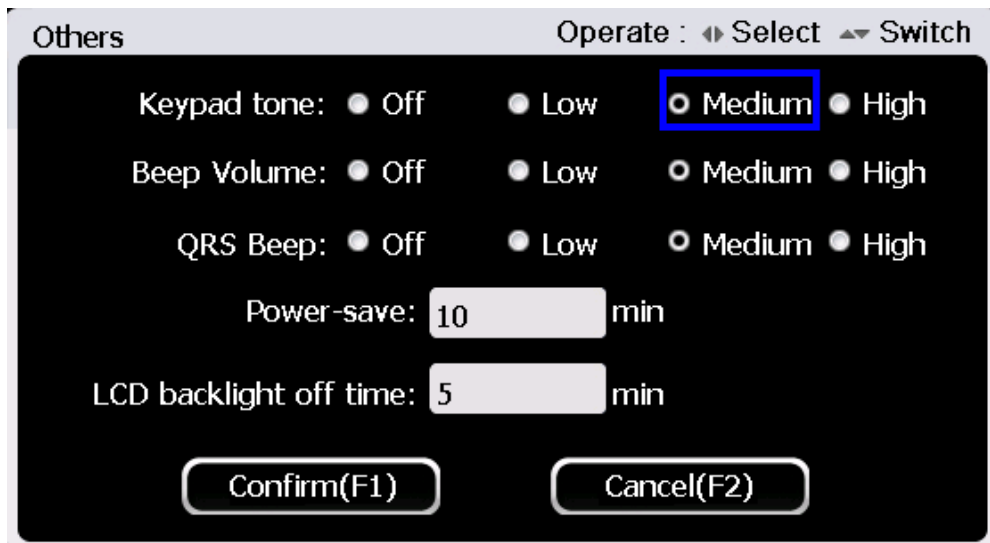 Others Operate : Select Switch
Keypad tone: Off Low Medium High
Beep Volume: Off Low Medium High
QRS Beep: Off Low Medium High
Power-save: 10 min
LCD backlight off time: 5 min
Confirm(F1) Cancel(F2)